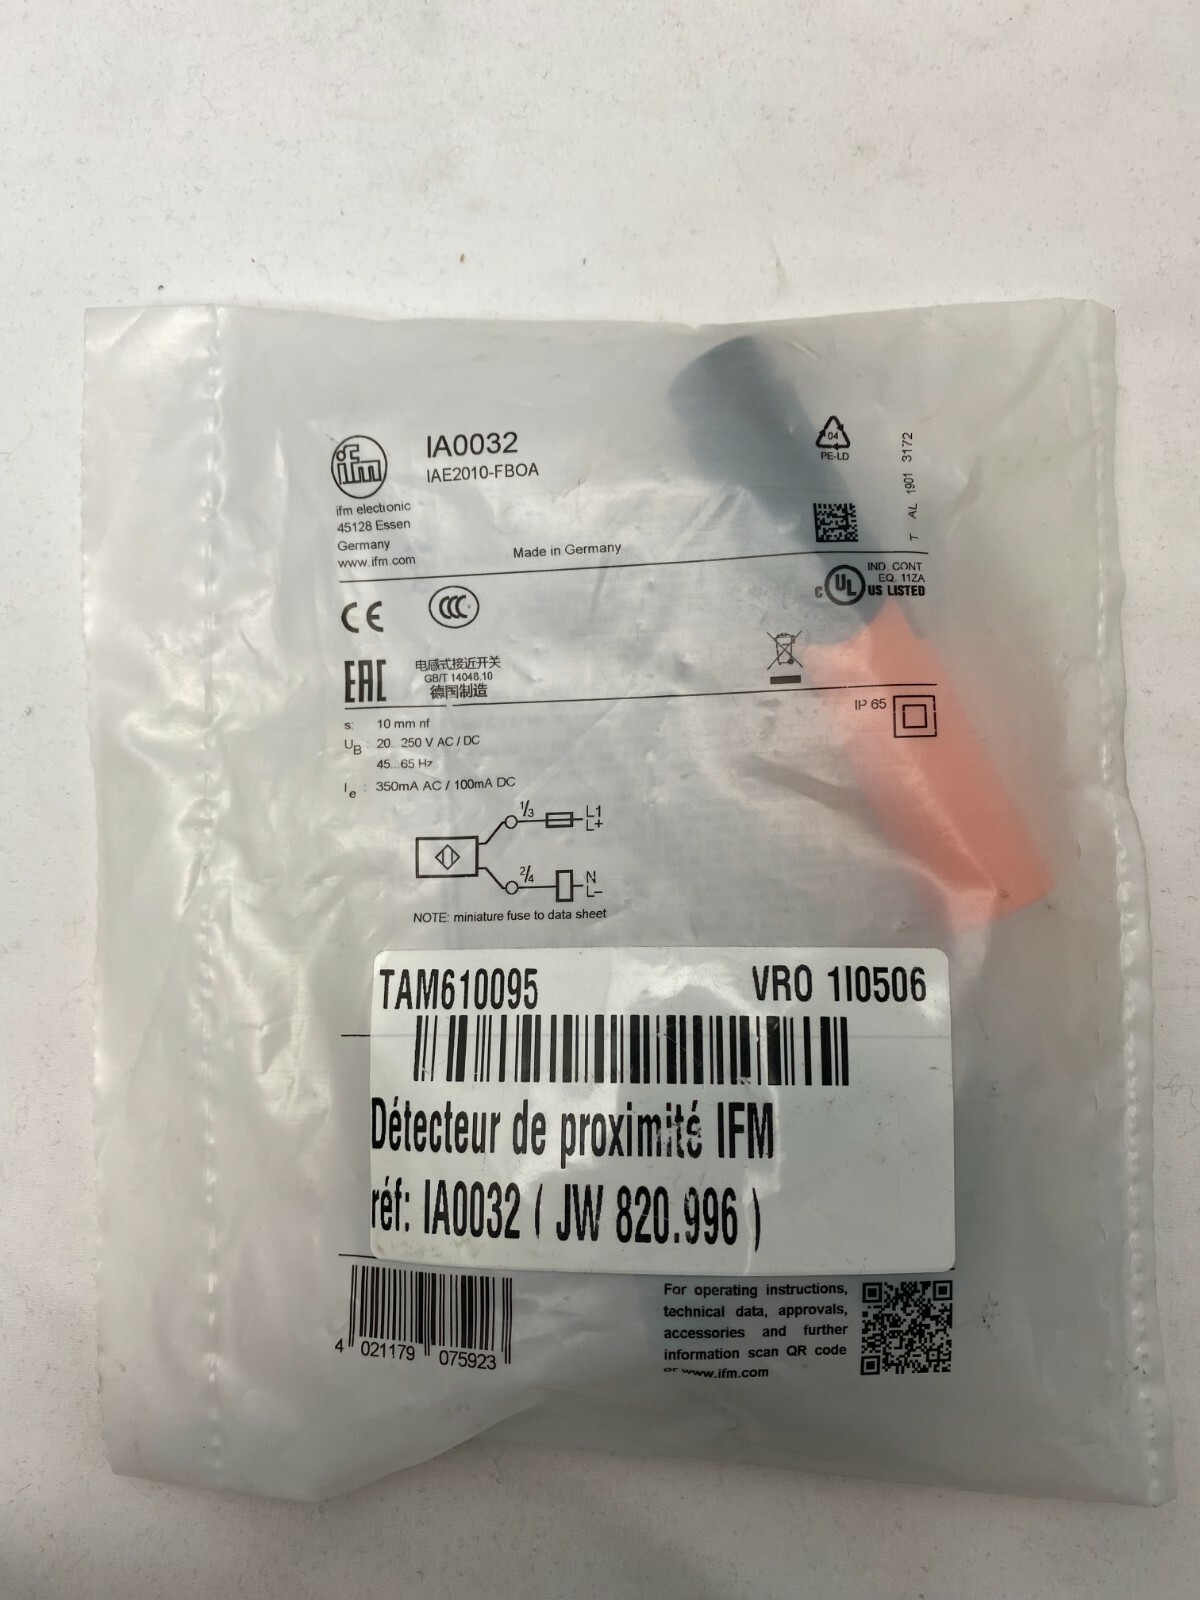 ifm
IA0032
IAE2010-FBOA
ifm electronic
45128 Essen
Germany
www.ifm.com
Made in Germany
04
PE-LD
T AL 1901 3172
CE
CCC
c UL US LISTED
IND. CONT.
EQ. 11ZA
EAC
电感式接近开关
GB/T 14048.10
德国制造
IP 65
s: 10 mm nf
UB : 20...250 V AC / DC
45...65 Hz
Ie : 350mA AC / 100mA DC
1/3 L1
L+
2/4 N
L–
NOTE: miniature fuse to data sheet
TAM610095 VRO 1I0506
Détecteur de proximité IFM
réf: IA0032 ( JW 820.996 )
4 021179 075923
For operating instructions,
technical data, approvals,
accessories and further
information scan QR code
or www.ifm.com